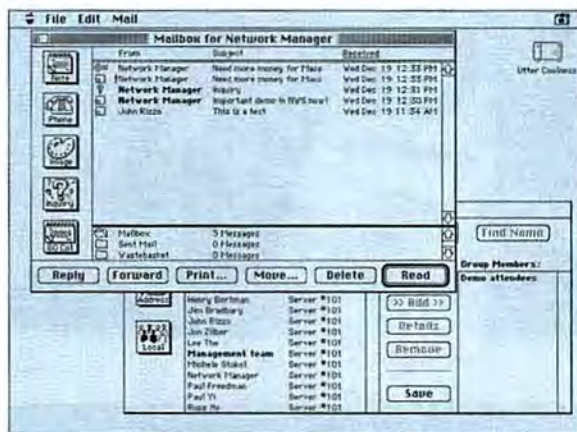 File Edit Mail
Mailbox for Network Manager
From Subject Received
Network Manager Need more money for Macs Wed Dec 19 12:33 PM
Network Manager Need more money for Macs Wed Dec 19 12:33 PM
Network Manager Inquiry Wed Dec 19 12:31 PM
Network Manager Important demo in NYC now! Wed Dec 19 12:30 PM
John Rizzo This is a test Wed Dec 19 11:34 AM
Note
Phone
Image
Inquiry
Mailbox 5 Messages
Sent Mail 0 Messages
Wastebasket 0 Messages
Reply Forward Print... Move... Delete Read
Utter Coolness
Find Name
Group Members:
Demo attendees
Address
Local
Henry Bortman Server *101
Jim Bradbury Server *101
John Rizzo Server *101
Jon Zilber Server *101
Lee The Server *101
Management team Server *101
Michele Stokol Server *101
Network Manager Server *101
Paul Freedman Server *101
Paul Yi Server *101
Russ Ito Server *101
>> Add >>
Details
Remove
Save